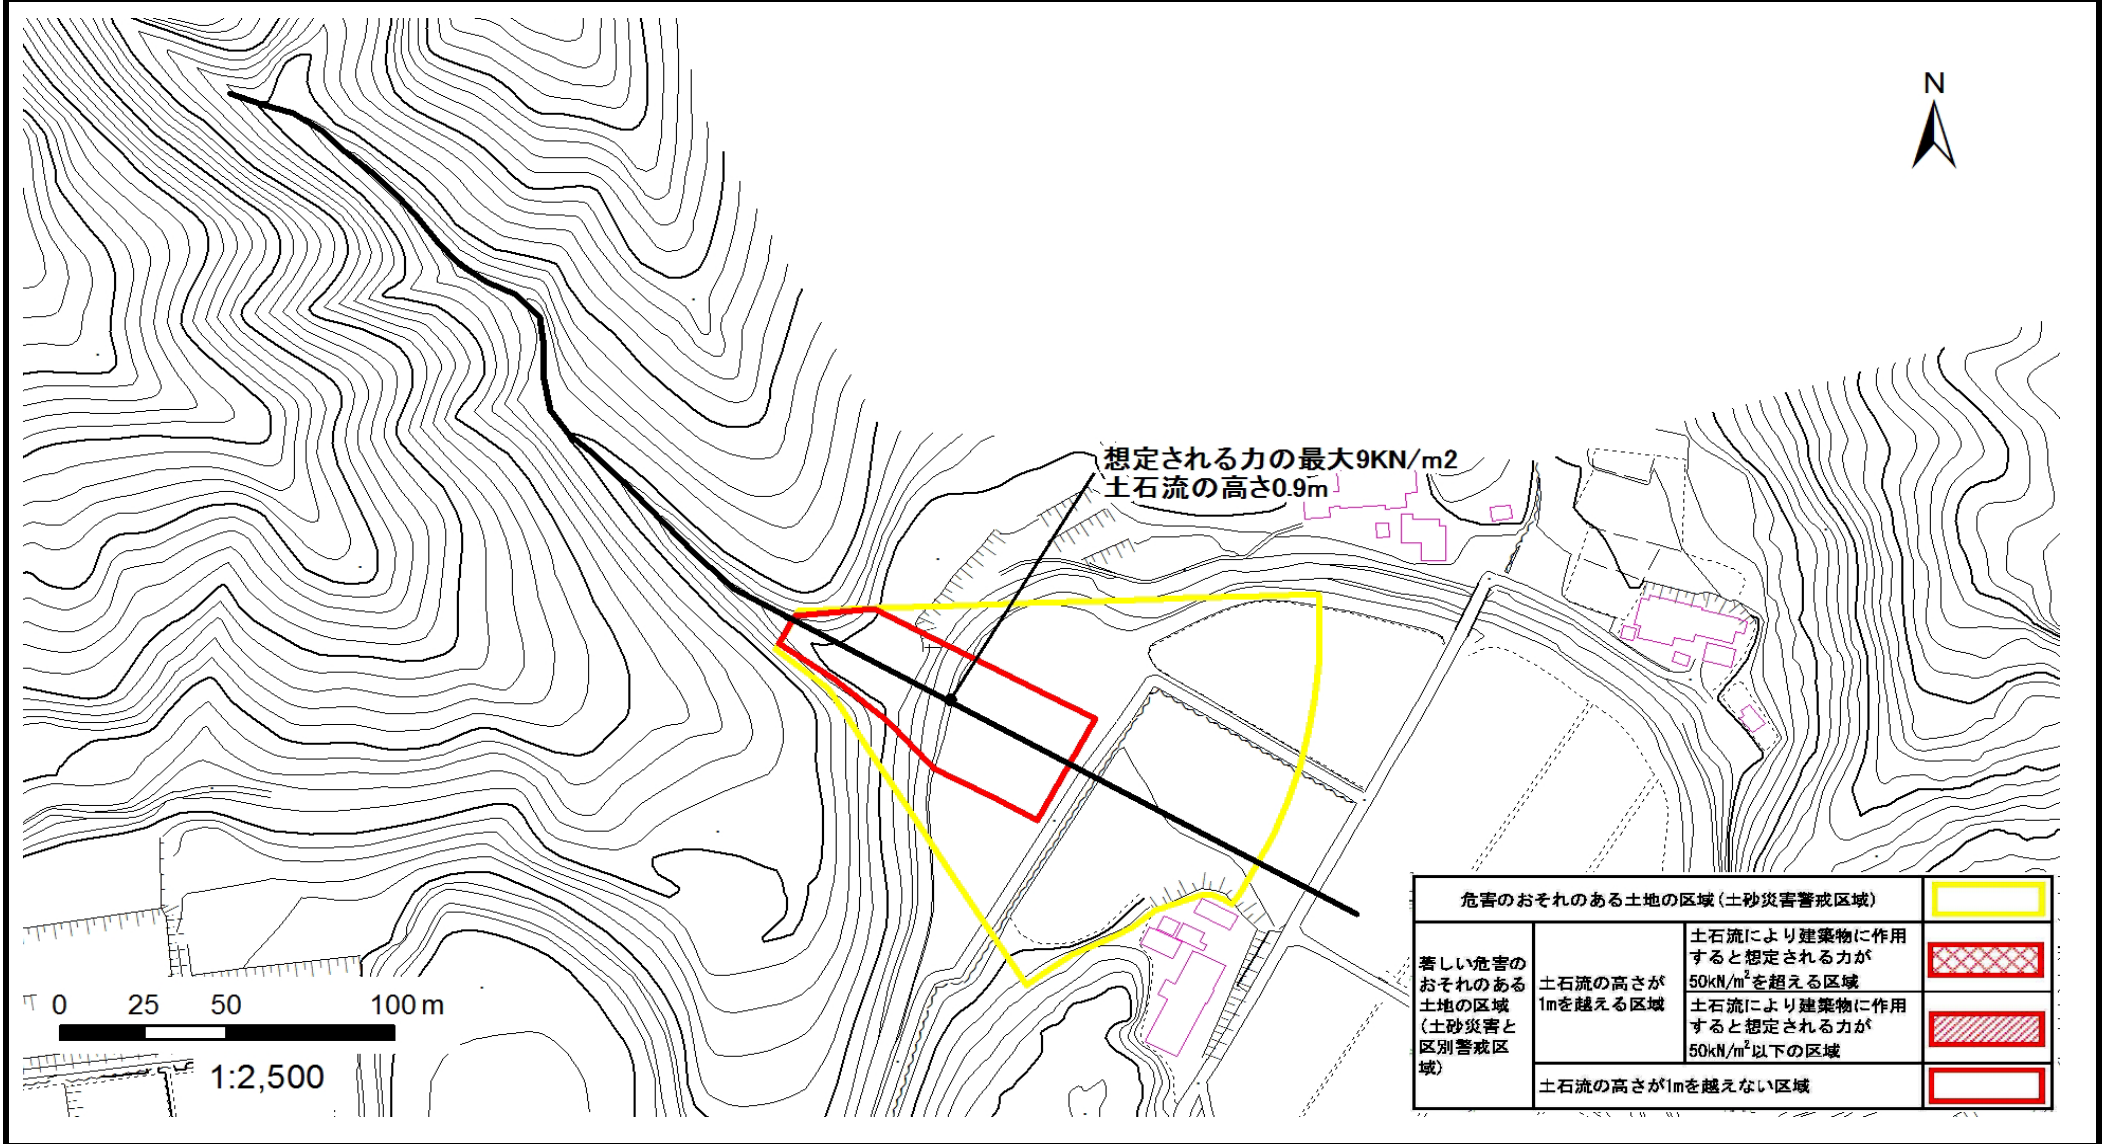 N
想定される力の最大9KN/m2
土石流の高さ0.9m
危害のおそれのある土地の区域(土砂災害警戒区域)
著しい危害の
おそれのある
土地の区域
(土砂災害と
区別警戒区
域)
土石流の高さが
1mを越える区域
土石流により建築物に作用
すると想定される力が
50kN/m²を超える区域
土石流により建築物に作用
すると想定される力が
50kN/m²以下の区域
土石流の高さが1mを越えない区域
0 25 50 100 m
1:2,500